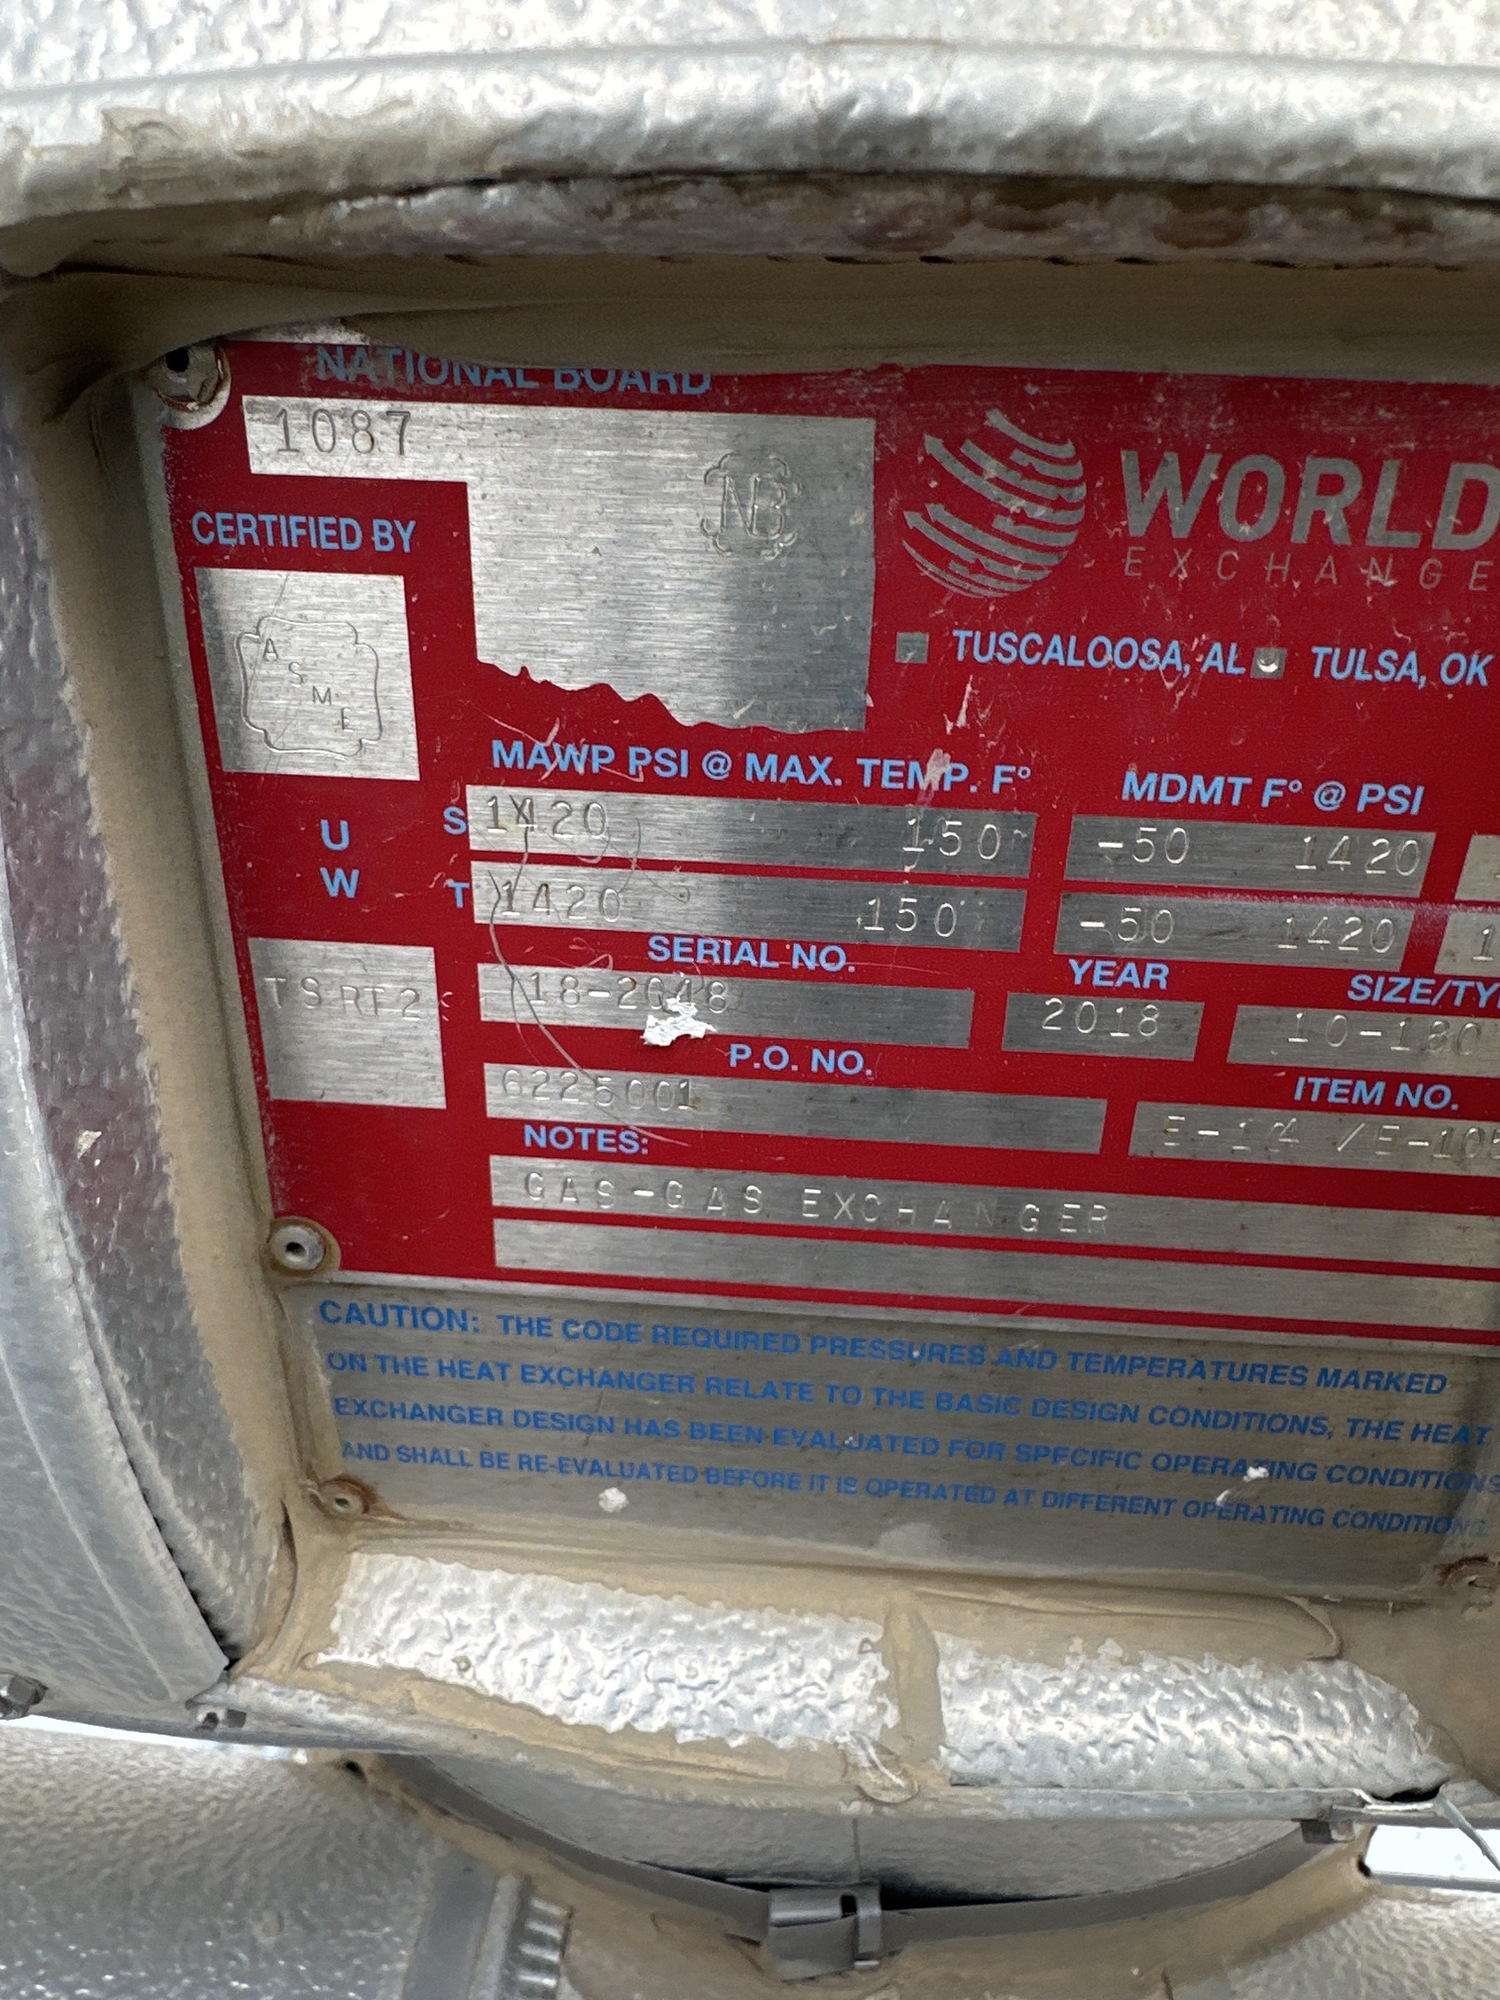 NATIONAL BOARD
1087
NB
WORLD
EXCHANGE
CERTIFIED BY
ASME
TUSCALOOSA, AL TULSA, OK
MAWP PSI @ MAX. TEMP. F° MDMT F° @ PSI
U
W
S 1420 150 -50 1420
T 1420 150 -50 1420
SERIAL NO. YEAR
TS RT2 2018 10-180
P.O. NO. ITEM NO.
6225001
NOTES:
GAS-GAS EXCHANGER
CAUTION: THE CODE REQUIRED PRESSURES AND TEMPERATURES MARKED
ON THE HEAT EXCHANGER RELATE TO THE BASIC DESIGN CONDITIONS, THE HEAT
EXCHANGER DESIGN HAS BEEN EVALUATED FOR SPECIFIC OPERATING CONDITIONS
AND SHALL BE RE-EVALUATED BEFORE IT IS OPERATED AT DIFFERENT OPERATING CONDITIONS.